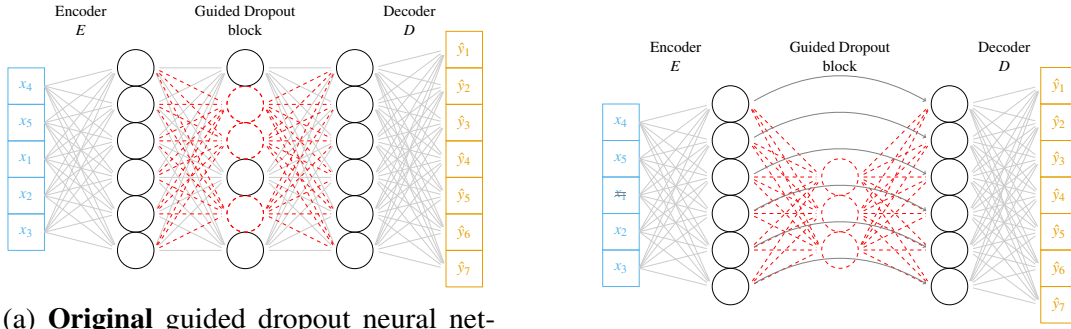 Encoder
E
Guided Dropout
block
Decoder
D
x₄
x₅
x₁
x₂
x₃
ŷ₁
ŷ₂
ŷ₃
ŷ₄
ŷ₅
ŷ₆
ŷ₇
(a) Original guided dropout neural net-
Encoder
E
Guided Dropout
block
Decoder
D
x₄
x₅
x₁
x₂
x₃
ŷ₁
ŷ₂
ŷ₃
ŷ₄
ŷ₅
ŷ₆
ŷ₇